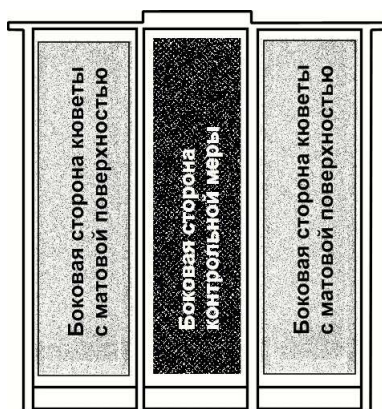 Боковая сторона кюветы
с матовой поверхностью
Боковая сторона
контрольной меры
Боковая сторона кюветы
с матовой поверхностью